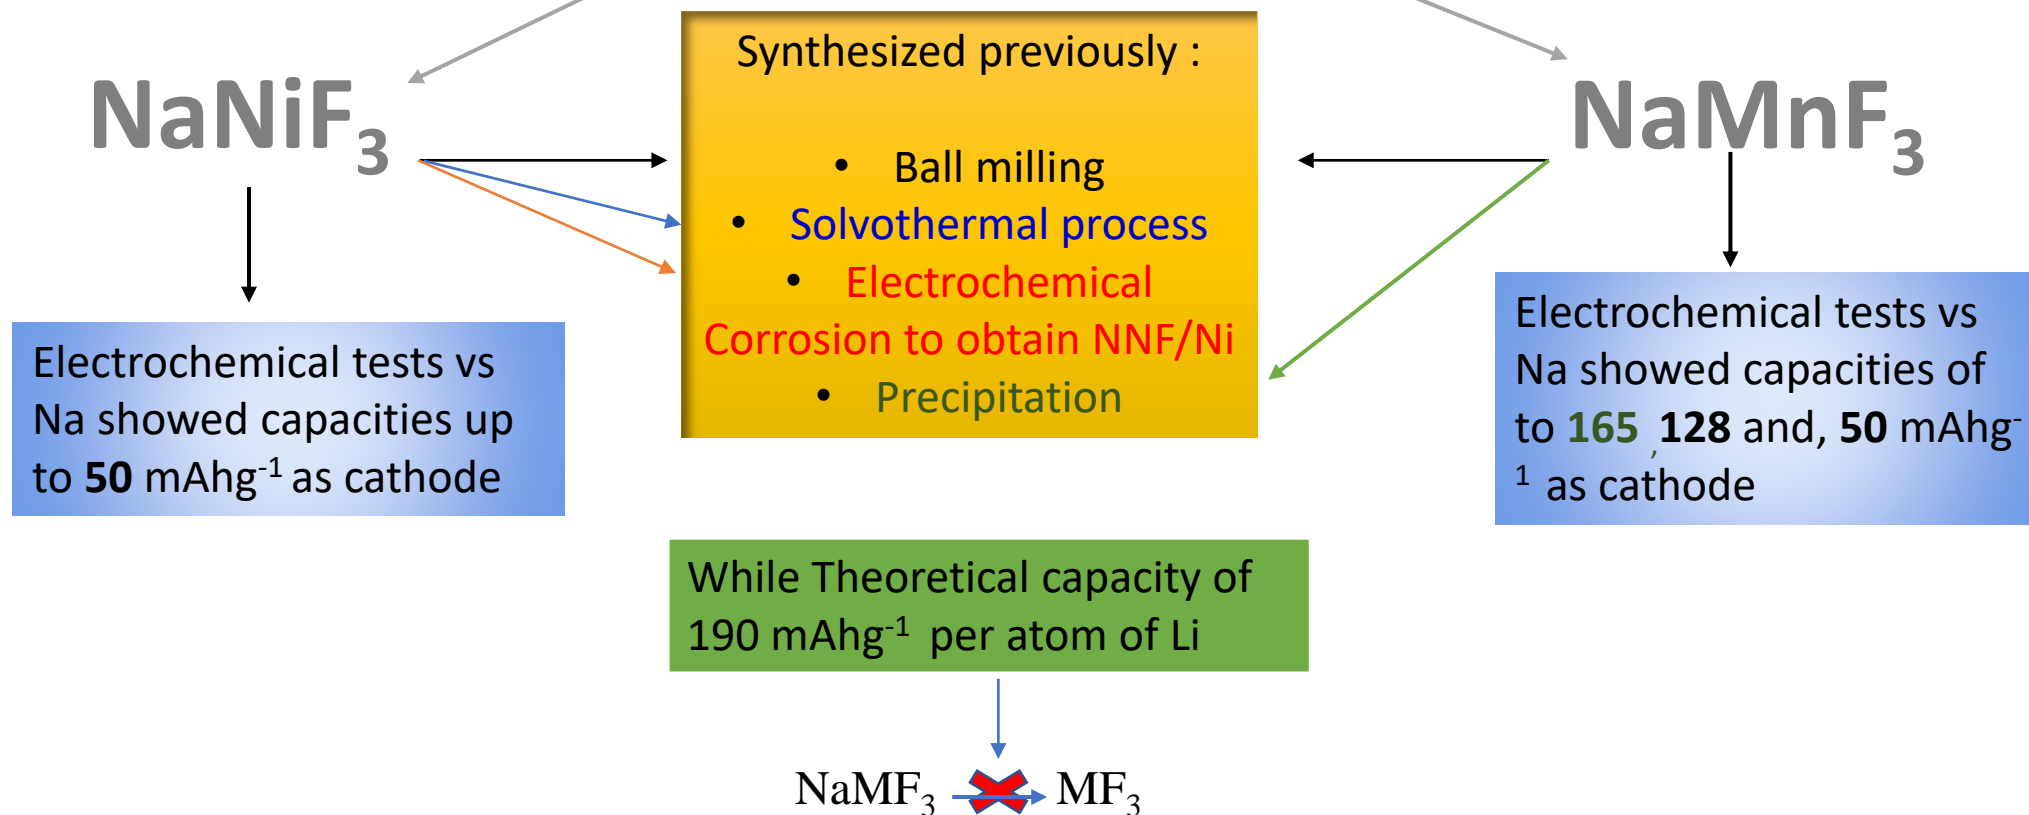 NaNiF₃
Synthesized previously :
• Ball milling
• Solvothermal process
• Electrochemical
Corrosion to obtain NNF/Ni
• Precipitation
NaMnF₃
Electrochemical tests vs
Na showed capacities up
to 50 mAhg⁻¹ as cathode
Electrochemical tests vs
Na showed capacities of
to 165 , 128 and, 50 mAhg⁻
¹ as cathode
While Theoretical capacity of
190 mAhg⁻¹ per atom of Li
NaMF₃ MF₃